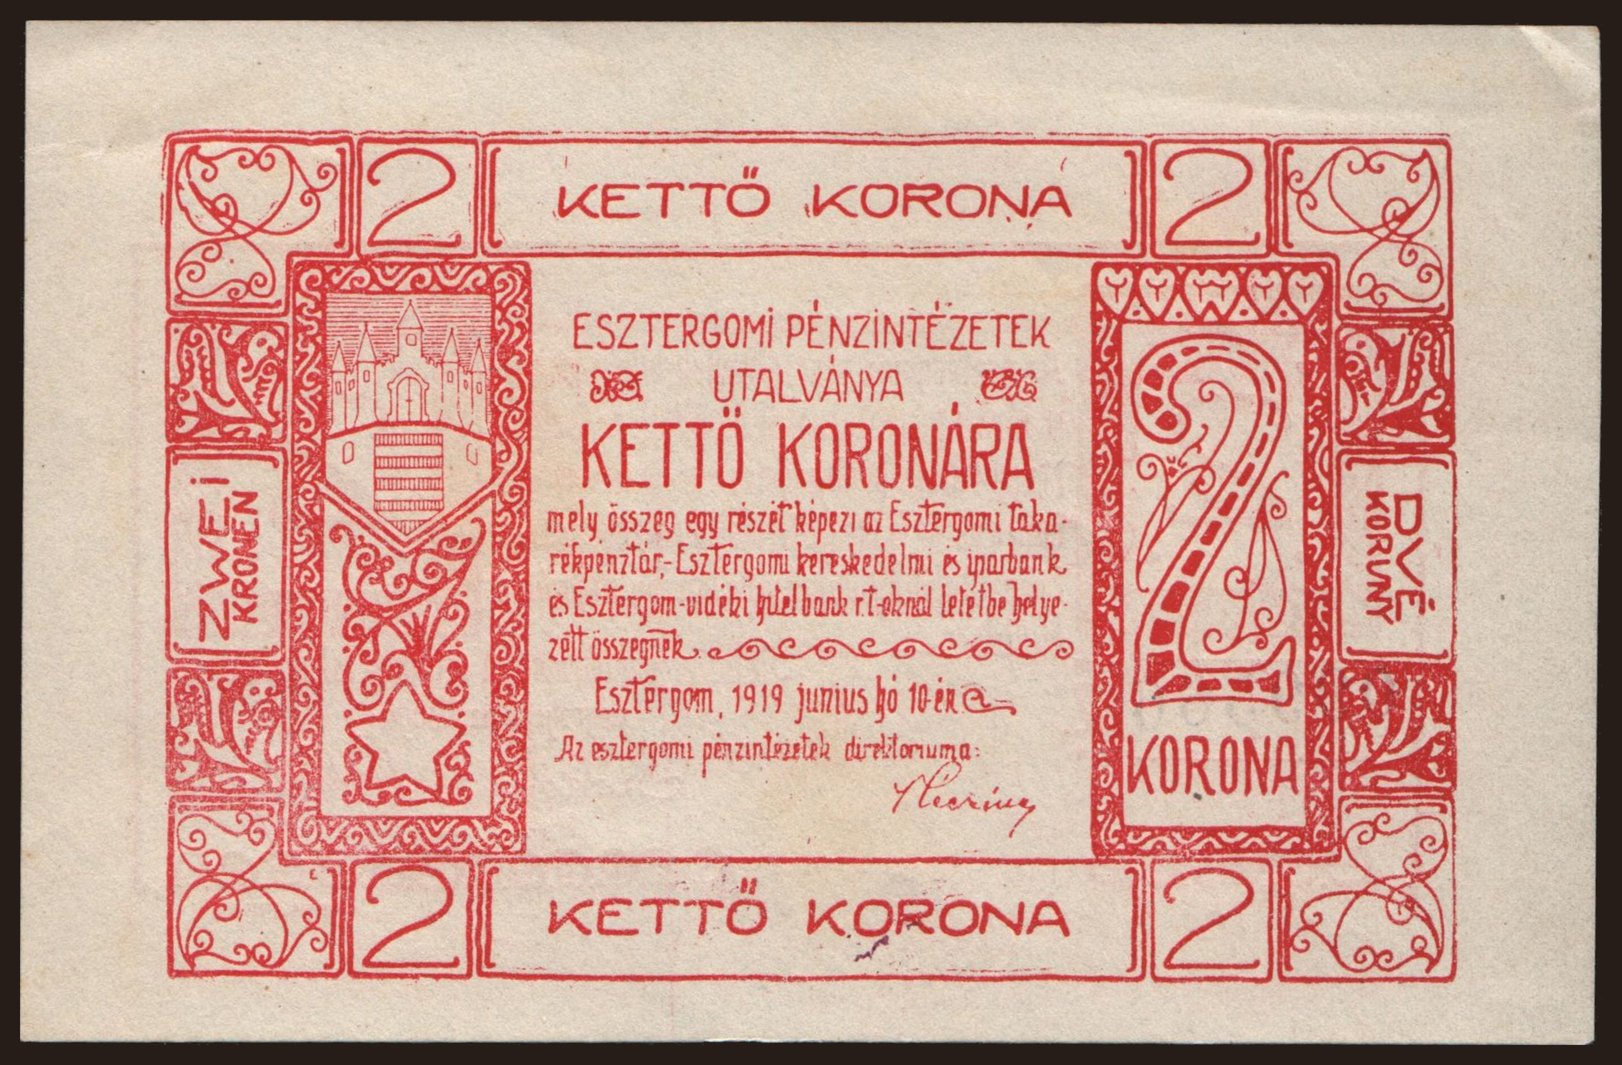 2 KETTŐ KORONA 2
ESZTERGOMI PÉNZINTÉZETEK
UTALVÁNYA
KETTŐ KORONÁRA
mely összeg egy részét képezi az Esztergomi taka-
rékpenztár,-Esztergomi kereskedelmi és iparbank
és Esztergom-vidéki hitelbank r.t-oknál letétbe helye-
zett összegnek.
Esztergom, 1919 junius hó 10-én
Az esztergomi pénzintézetek direktoriuma:
ZWEI
KRONEN
2
KORONA
DVÉ
KORUNY
2 KETTŐ KORONA 2